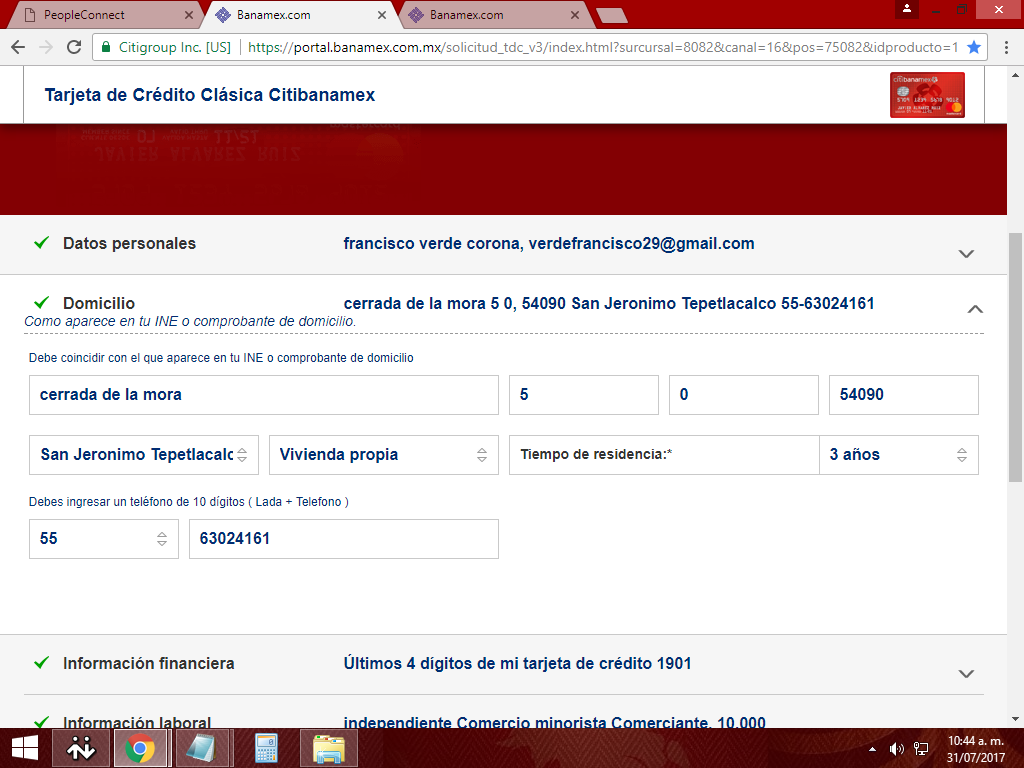 PeopleConnect
Banamex.com
Banamex.com
Citigroup Inc. [US]
https://portal.banamex.com.mx/solicitud_tdc_v3/index.html?surcursal=8082&canal=16&pos=75082&idproducto=1
Tarjeta de Crédito Clásica Citibanamex
citibanamex
JAVIER ALVAREZ RUIZ
Datos personales
francisco verde corona, verdefrancisco29@gmail.com
Domicilio
cerrada de la mora 5 0, 54090 San Jeronimo Tepetlacalco 55-63024161
Como aparece en tu INE o comprobante de domicilio.
Debe coincidir con el que aparece en tu INE o comprobante de domicilio
cerrada de la mora
5
0
54090
San Jeronimo Tepetlacalc
Vivienda propia
Tiempo de residencia:*
3 años
Debes ingresar un teléfono de 10 dígitos ( Lada + Telefono )
55
63024161
Información financiera
Últimos 4 dígitos de mi tarjeta de crédito 1901
Información laboral
independiente Comercio minorista Comerciante, 10,000
10:44 a. m.
31/07/2017